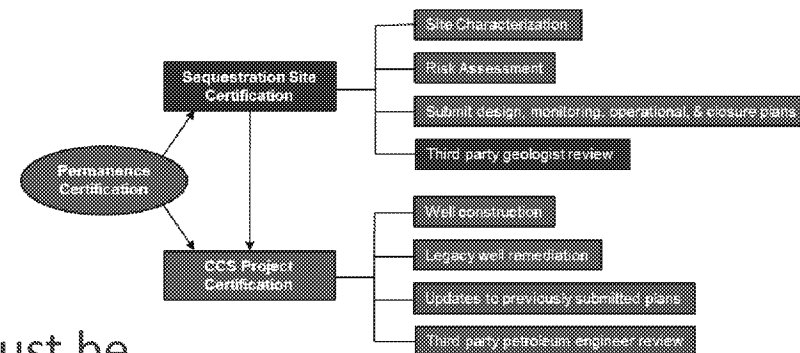 Permanence
Certification
Sequestration Site
Certification
Site Characterization
Risk Assessment
Submit design, monitoring, operational, & closure plans
Third party geologist review
CCS Project
Certification
Well construction
Legacy well remediation
Updates to previously submitted plans
Third party petroleum engineer review
ust be